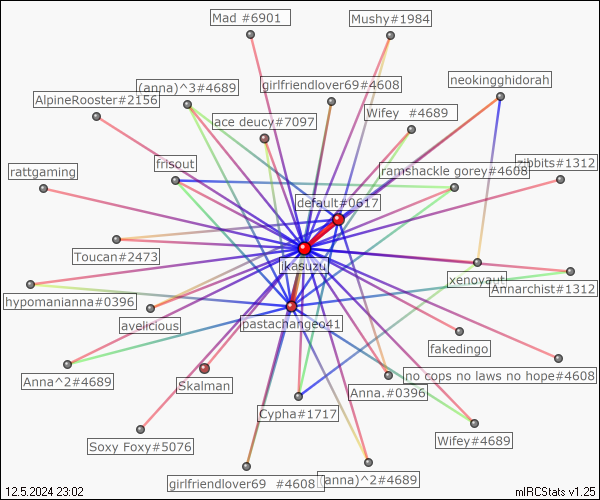 Mad #6901
Mushy#1984
neokingghidorah
(anna)^3#4689
girlfriendlover69#4608
AlpineRooster#2156
Wifey #4689
ace deucy#7097
frisout
zibbits#1312
rattgaming
ramshackle gorey#4608
default#0617
Toucan#2473
ikasuzu
xenoyauti
Annarchist#1312
hypomanianna#0396
avelicious
pastachangeo41
fakedingo
Anna^2#4689
Skalman
Anna.#0396
no cops no laws no hope#4608
Cypha#1717
Soxy Foxy#5076
Wifey#4689
girlfriendlover69 #4608
(anna)^2#4689
12.5.2024 23:02
mIRCStats v1.25